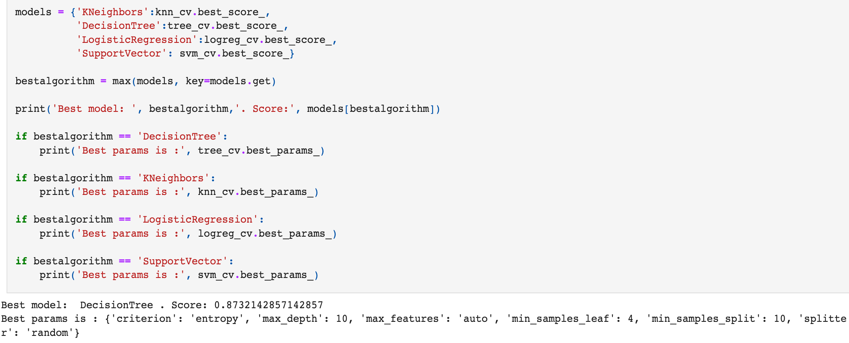 models = {'KNeighbors':knn_cv.best_score_,
          'DecisionTree':tree_cv.best_score_,
          'LogisticRegression':logreg_cv.best_score_,
          'SupportVector': svm_cv.best_score_}
bestalgorithm = max(models, key=models.get)
print('Best model: ', bestalgorithm,'. Score:', models[bestalgorithm])
if bestalgorithm == 'DecisionTree':
    print('Best params is :', tree_cv.best_params_)
if bestalgorithm == 'KNeighbors':
    print('Best params is :', knn_cv.best_params_)
if bestalgorithm == 'LogisticRegression':
    print('Best params is :', logreg_cv.best_params_)
if bestalgorithm == 'SupportVector':
    print('Best params is :', svm_cv.best_params_)
Best model:  DecisionTree . Score: 0.8732142857142857
Best params is : {'criterion': 'entropy', 'max_depth': 10, 'max_features': 'auto', 'min_samples_leaf': 4, 'min_samples_split': 10, 'splitte
r': 'random'}